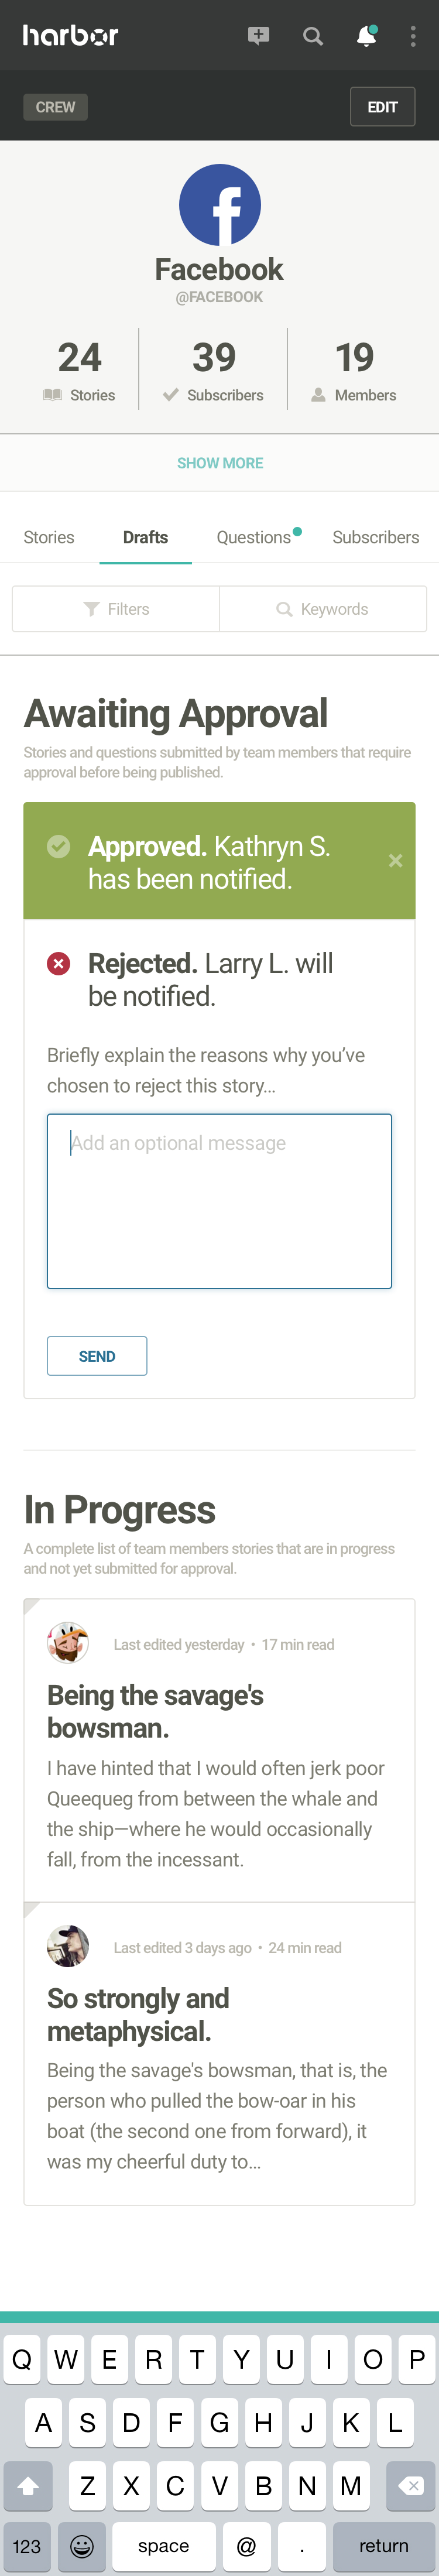 harbor
CREW
EDIT
Facebook
@FACEBOOK
24
Stories
39
Subscribers
19
Members
SHOW MORE
Stories
Drafts
Questions
Subscribers
Filters
Keywords
Awaiting Approval
Stories and questions submitted by team members that require
approval before being published.
Approved. Kathryn S.
has been notified.
Rejected. Larry L. will
be notified.
Briefly explain the reasons why you’ve
chosen to reject this story...
Add an optional message
SEND
In Progress
A complete list of team members stories that are in progress
and not yet submitted for approval.
Last edited yesterday • 17 min read
Being the savage's
bowsman.
I have hinted that I would often jerk poor
Queequeg from between the whale and
the ship—where he would occasionally
fall, from the incessant.
Last edited 3 days ago • 24 min read
So strongly and
metaphysical.
Being the savage's bowsman, that is, the
person who pulled the bow-oar in his
boat (the second one from forward), it
was my cheerful duty to...
Q W E R T Y U I O P
A S D F G H J K L
Z X C V B N M
123 space @ . return